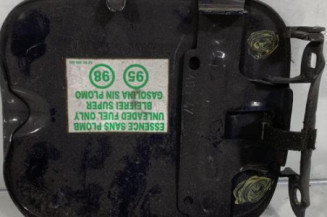 ESSENCE SANS PLOMB
UNLEADED FUEL ONLY
BLEIFREI SUPER
GASOLINA SIN PLOMO
95 98